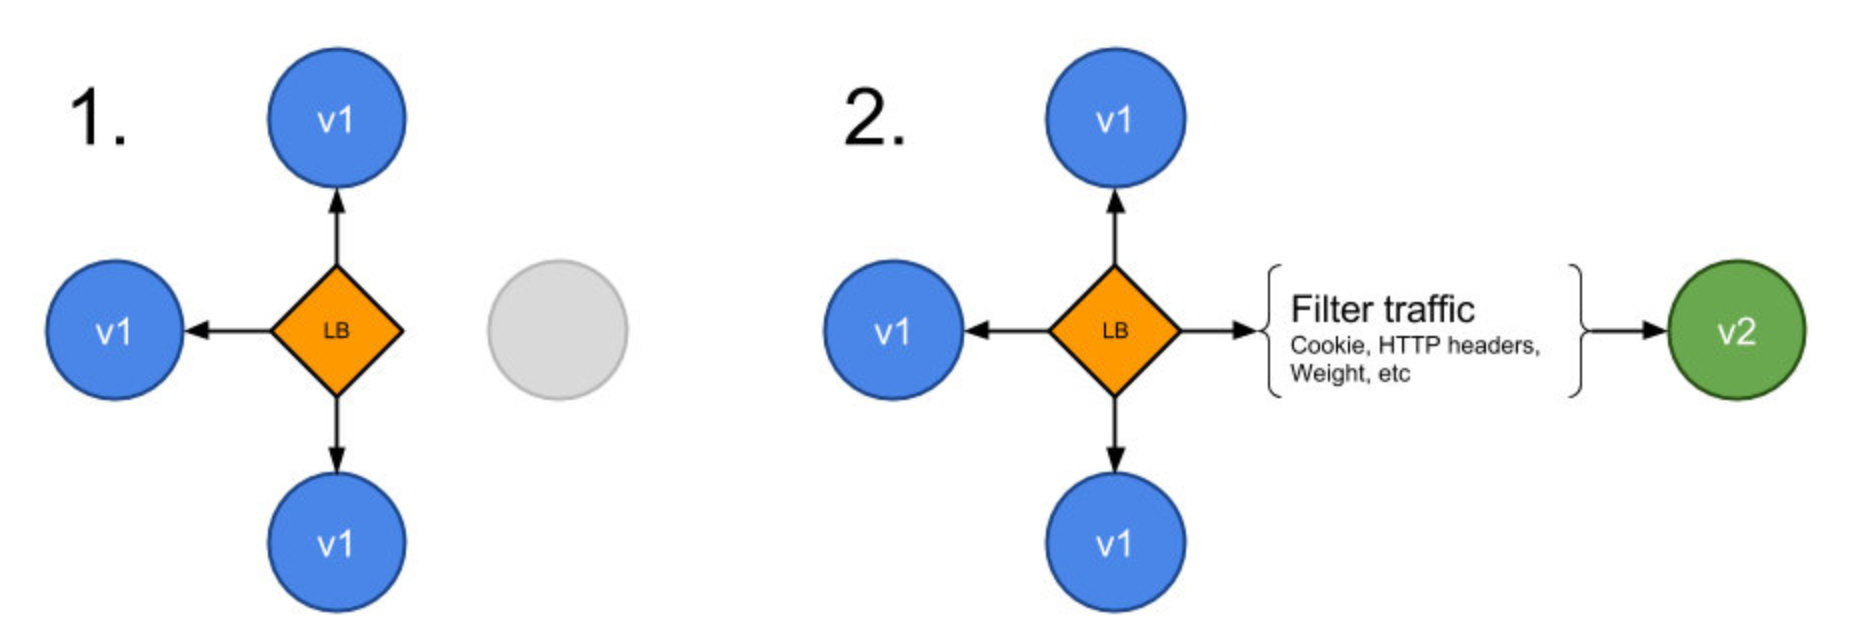 1.
v1
v1
LB
v1
2.
v1
v1
LB
Filter traffic
Cookie, HTTP headers,
Weight, etc
v2
v1